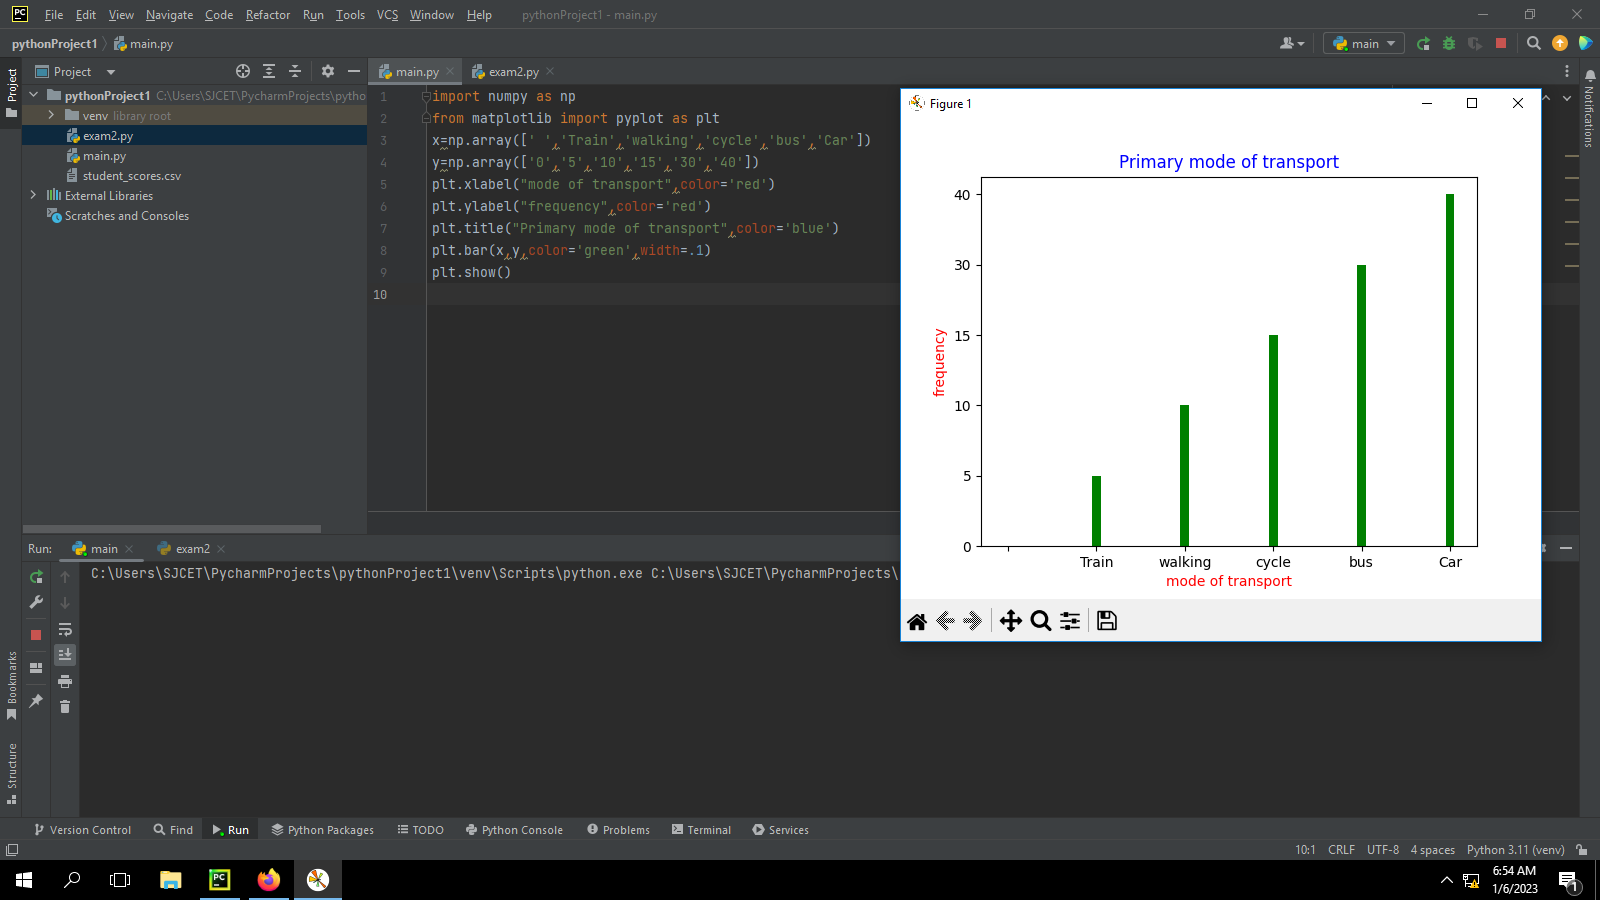 File Edit View Navigate Code Refactor Run Tools VCS Window Help pythonProject1 - main.py
pythonProject1 main.py
main
Project
main.py
exam2.py
pythonProject1 C:\Users\SJCET\PycharmProjects\pytho
venv library root
exam2.py
main.py
student_scores.csv
External Libraries
Scratches and Consoles
1 import numpy as np
2 from matplotlib import pyplot as plt
3 x=np.array([' ','Train','walking','cycle','bus','Car'])
4 y=np.array(['0','5','10','15','30','40'])
5 plt.xlabel("mode of transport",color='red')
6 plt.ylabel("frequency",color='red')
7 plt.title("Primary mode of transport",color='blue')
8 plt.bar(x,y,color='green',width=.1)
9 plt.show()
10
Figure 1
Primary mode of transport
40
30
15
10
5
0
frequency
Train walking cycle bus Car
mode of transport
Project
Bookmarks
Structure
Notifications
Run: main exam2
C:\Users\SJCET\PycharmProjects\pythonProject1\venv\Scripts\python.exe C:\Users\SJCET\PycharmProjects\
Version Control Find Run Python Packages TODO Python Console Problems Terminal Services
10:1 CRLF UTF-8 4 spaces Python 3.11 (venv)
PC
6:54 AM
1/6/2023
1